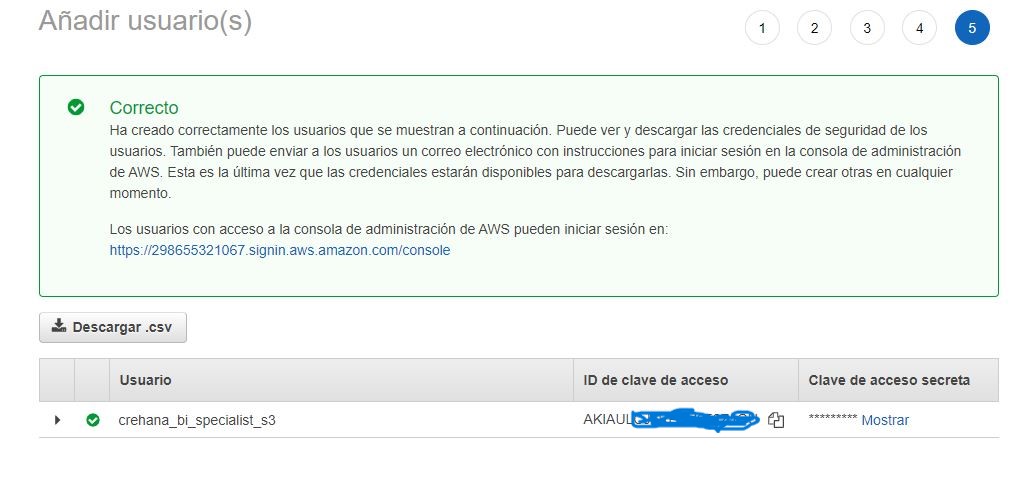 Añadir usuario(s)
1 2 3 4 5
Correcto
Ha creado correctamente los usuarios que se muestran a continuación. Puede ver y descargar las credenciales de seguridad de los
usuarios. También puede enviar a los usuarios un correo electrónico con instrucciones para iniciar sesión en la consola de administración
de AWS. Esta es la última vez que las credenciales estarán disponibles para descargarlas. Sin embargo, puede crear otras en cualquier
momento.
Los usuarios con acceso a la consola de administración de AWS pueden iniciar sesión en:
https://298655321067.signin.aws.amazon.com/console
Descargar .csv
Usuario ID de clave de acceso Clave de acceso secreta
crehana_bi_specialist_s3 AKIAUL ********* Mostrar